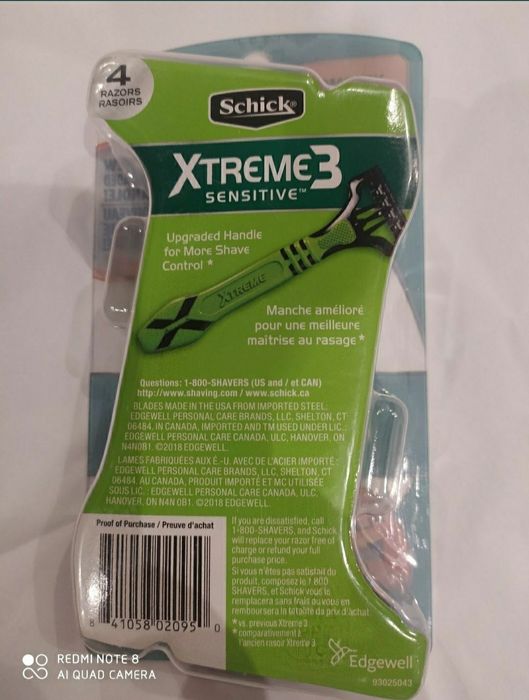 4
RAZORS
RASOIRS
Schick®
XTREME3
SENSITIVE™
Upgraded Handle
for More Shave
Control *
XTREME
Manche amélioré
pour une meilleure
maitrise au rasage *
Questions: 1-800-SHAVERS (US and / et CAN)
http://www.shaving.com / www.schick.ca
BLADES MADE IN THE USA FROM IMPORTED STEEL:
EDGEWELL PERSONAL CARE BRANDS, LLC, SHELTON, CT
06484. IN CANADA, IMPORTED AND TM USED UNDER LIC.:
EDGEWELL PERSONAL CARE CANADA, ULC, HANOVER, ON
N4N0B1. ©2018 EDGEWELL.
LAMES FABRIQUÉES AUX É.-U. AVEC DE L'ACIER IMPORTÉ :
EDGEWELL PERSONAL CARE BRANDS, LLC, SHELTON, CT
06484. AU CANADA, PRODUIT IMPORTÉ ET MC UTILISÉE
SOUS LIC. : EDGEWELL PERSONAL CARE CANADA, ULC,
HANOVER, ON N4N 0B1. ©2018 EDGEWELL.
Proof of Purchase / Preuve d'achat
8 41058 02095 0
If you are dissatisfied, call
1-800-SHAVERS, and Schick
will replace your razor free of
charge or refund your full
purchase price.
Si vous n'êtes pas satisfait du
produit, composez le 1 800
SHAVERS, et Schick vous le
remplacera sans frais ou vous en
remboursera la totalité du prix d'achat
*vs. previous Xtreme 3
*comparativement à
l'ancien rasoir Xtreme 3
Edgewell
93025043
REDMI NOTE 8
AI QUAD CAMERA